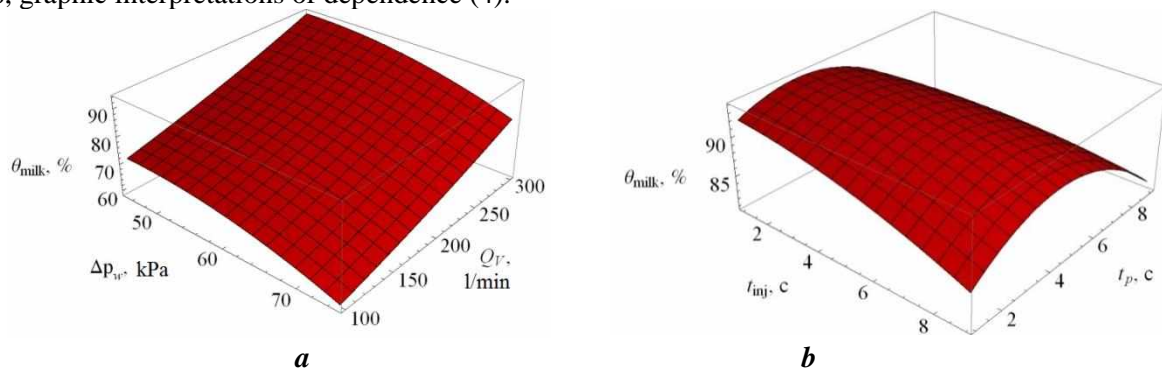 , graphic interpretations of dependence (4).
90
80
70
60
θmilk, %
50
60
70
Δpw, kPa
100
150
200
250
300
QV,
l/min
a
90
85
θmilk, %
2
4
6
8
tinj, c
2
4
6
8
tp, c
b